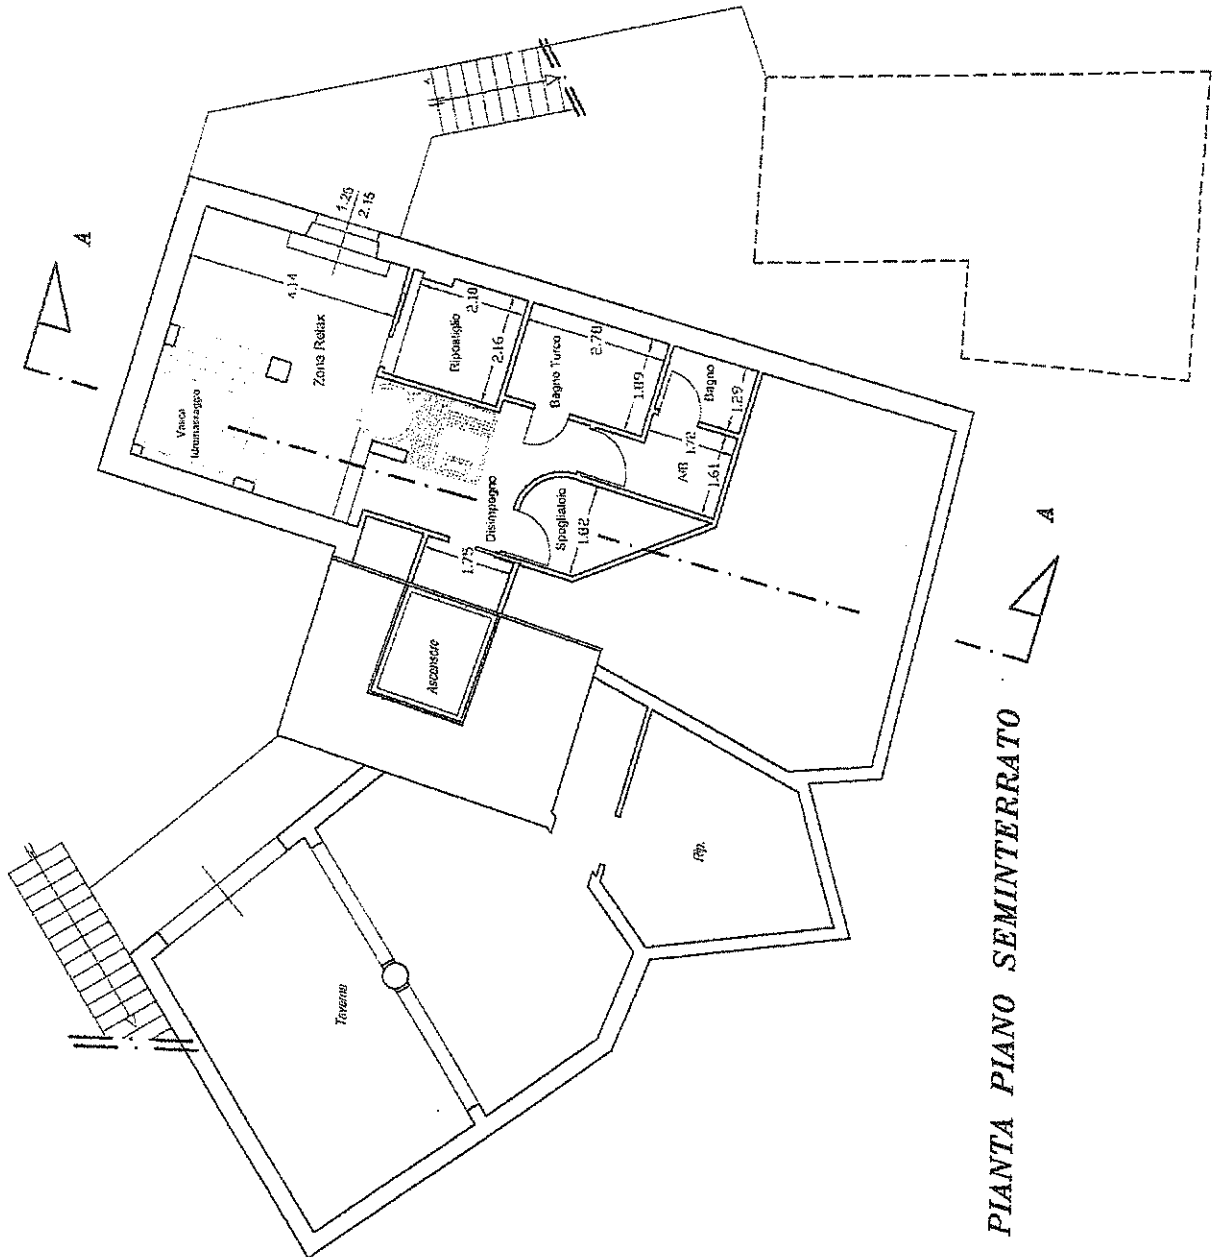 A
1.20
2.15
4.14
Zona Relax
Vasca
Idromassaggio
Ripostiglio
2.10
2.16
Bagno Turco
2.70
1.89
Bagno
1.29
A/B
1.72
1.61
Disimpegno
Spogliatoio
1.82
1.75
Ascensore
A
Rip.
Taverna
PIANTA PIANO SEMINTERRATO